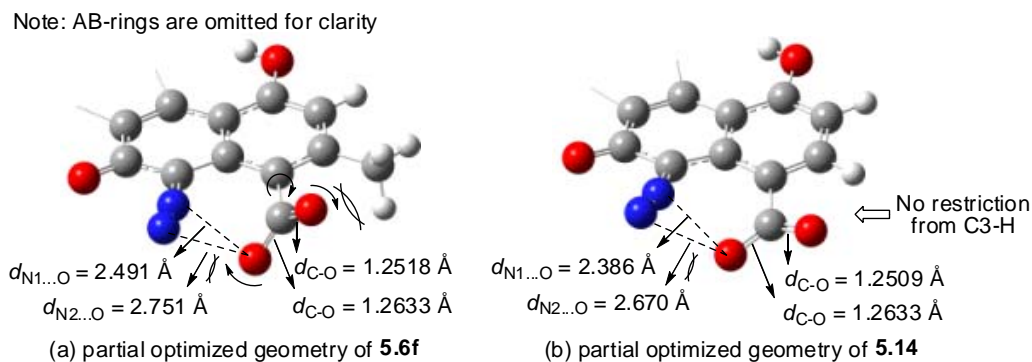 Note: AB-rings are omitted for clarity
No restriction
from C3-H
dN1...O = 2.491 Å
dN2...O = 2.751 Å
dC-O = 1.2518 Å
dC-O = 1.2633 Å
(a) partial optimized geometry of 5.6f
dN1...O = 2.386 Å
dN2...O = 2.670 Å
dC-O = 1.2509 Å
dC-O = 1.2633 Å
(b) partial optimized geometry of 5.14